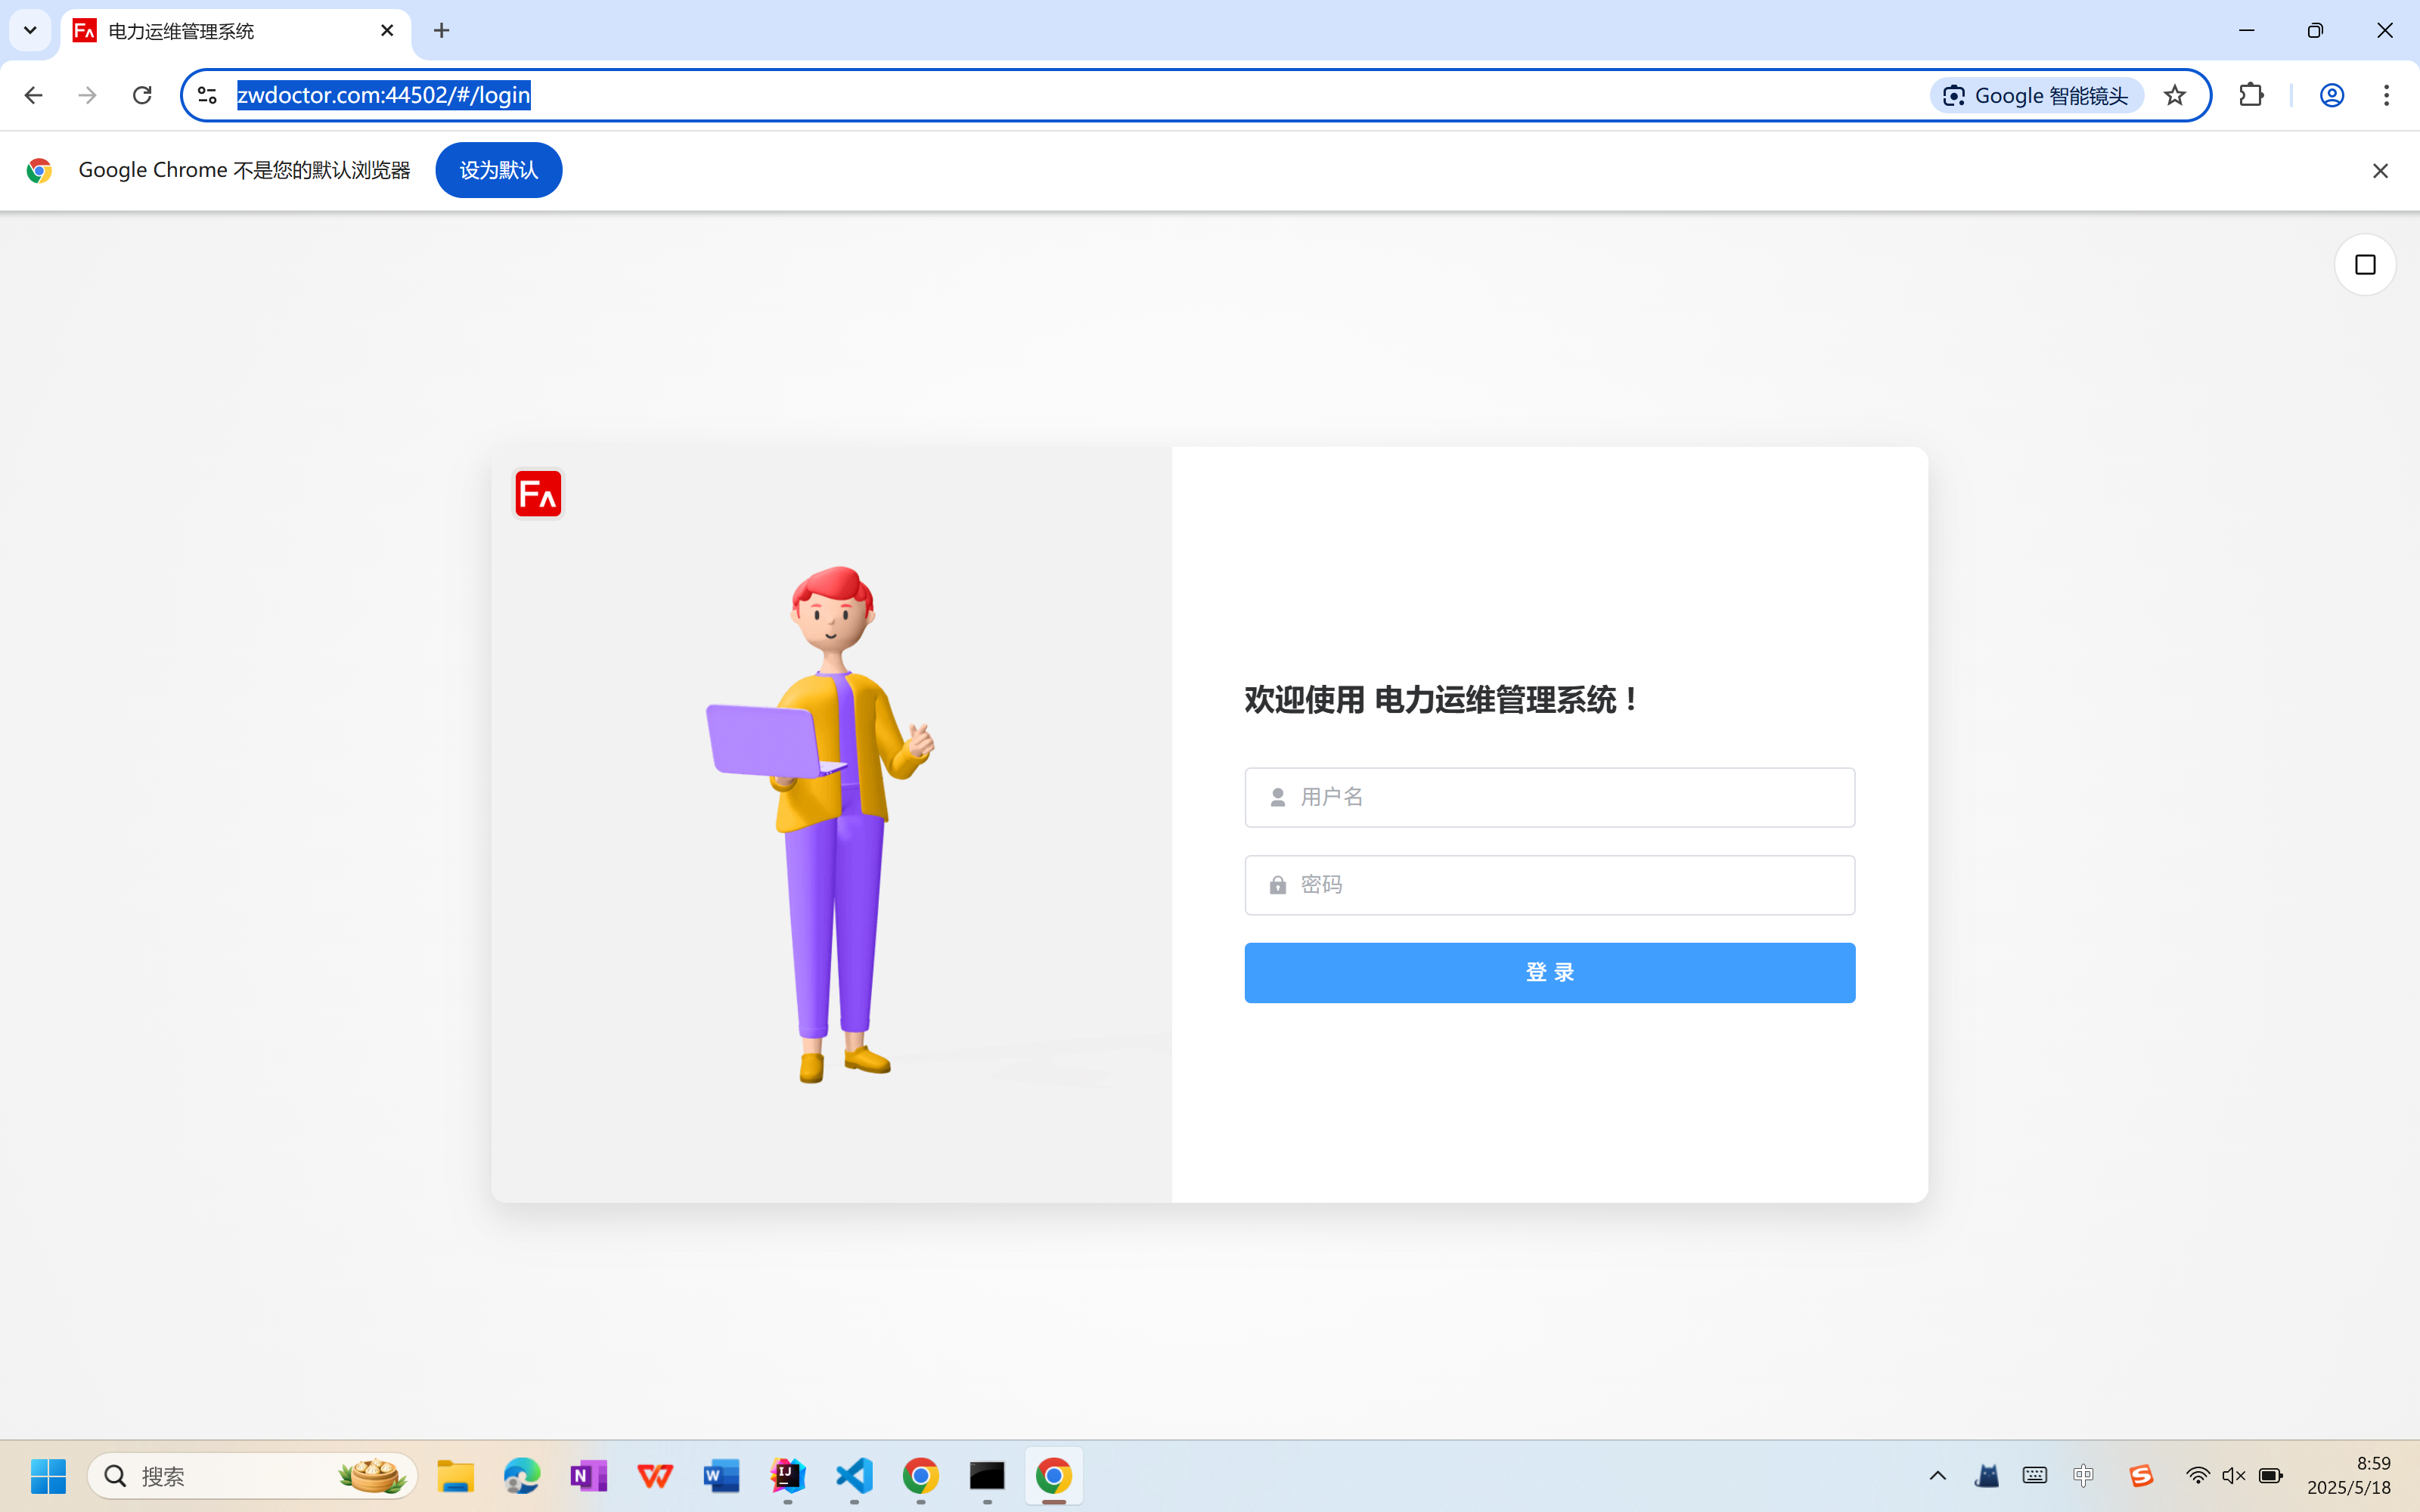 电力运维管理系统
zwdoctor.com:44502/#/login
Google 智能镜头
Google Chrome 不是您的默认浏览器
设为默认
FA
欢迎使用 电力运维管理系统！
用户名
密码
登 录
搜索
中
8:59
2025/5/18